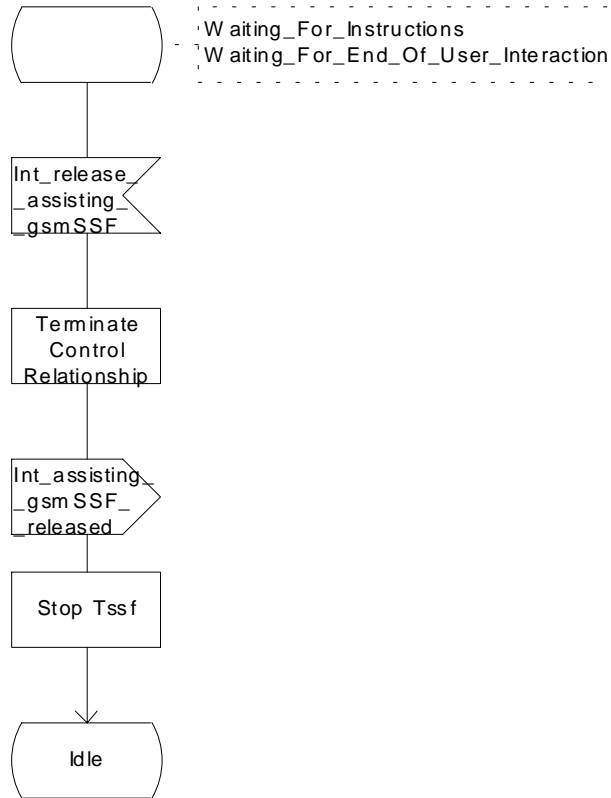 Waiting_For_Instructions
Waiting_For_End_Of_User_Interaction
Int_release_
_assisting_
_gsmSSF
Terminate
Control
Relationship
Int_assisting_
_gsmSSF_
_released
Stop Tssf
Idle